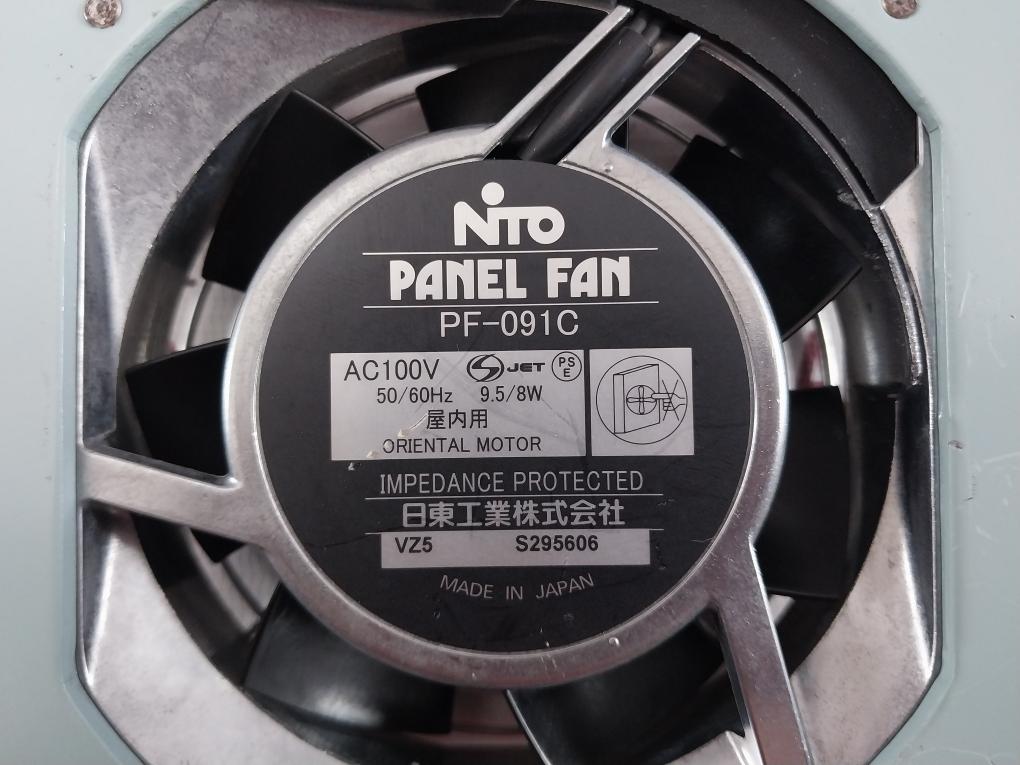 NITO
PANEL FAN
PF-091C
AC100V S JET PSE
50/60Hz 9.5/8W
屋内用
ORIENTAL MOTOR
IMPEDANCE PROTECTED
日東工業株式会社
VZ5 S295606
MADE IN JAPAN